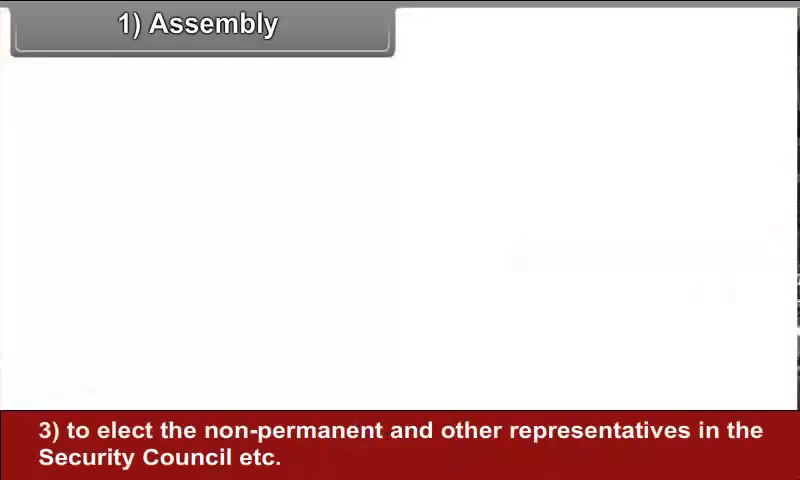 1) Assembly
3) to elect the non-permanent and other representatives in the
Security Council etc.